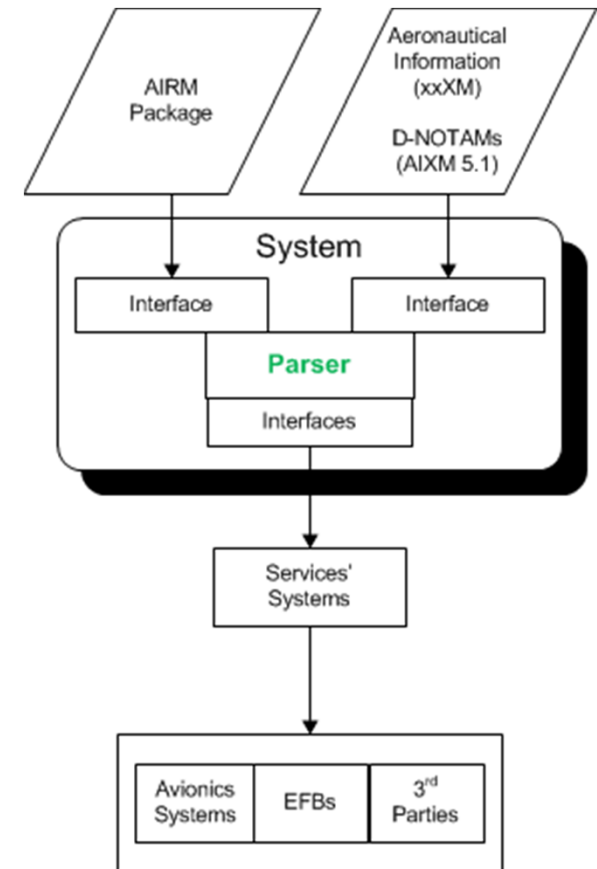 AIRM
Package
Aeronautical
Information
(xxXM)
D-NOTAMs
(AIXM 5.1)
System
Interface
Interface
Parser
Interfaces
Services'
Systems
Avionics
Systems
EFBs
3rd
Parties